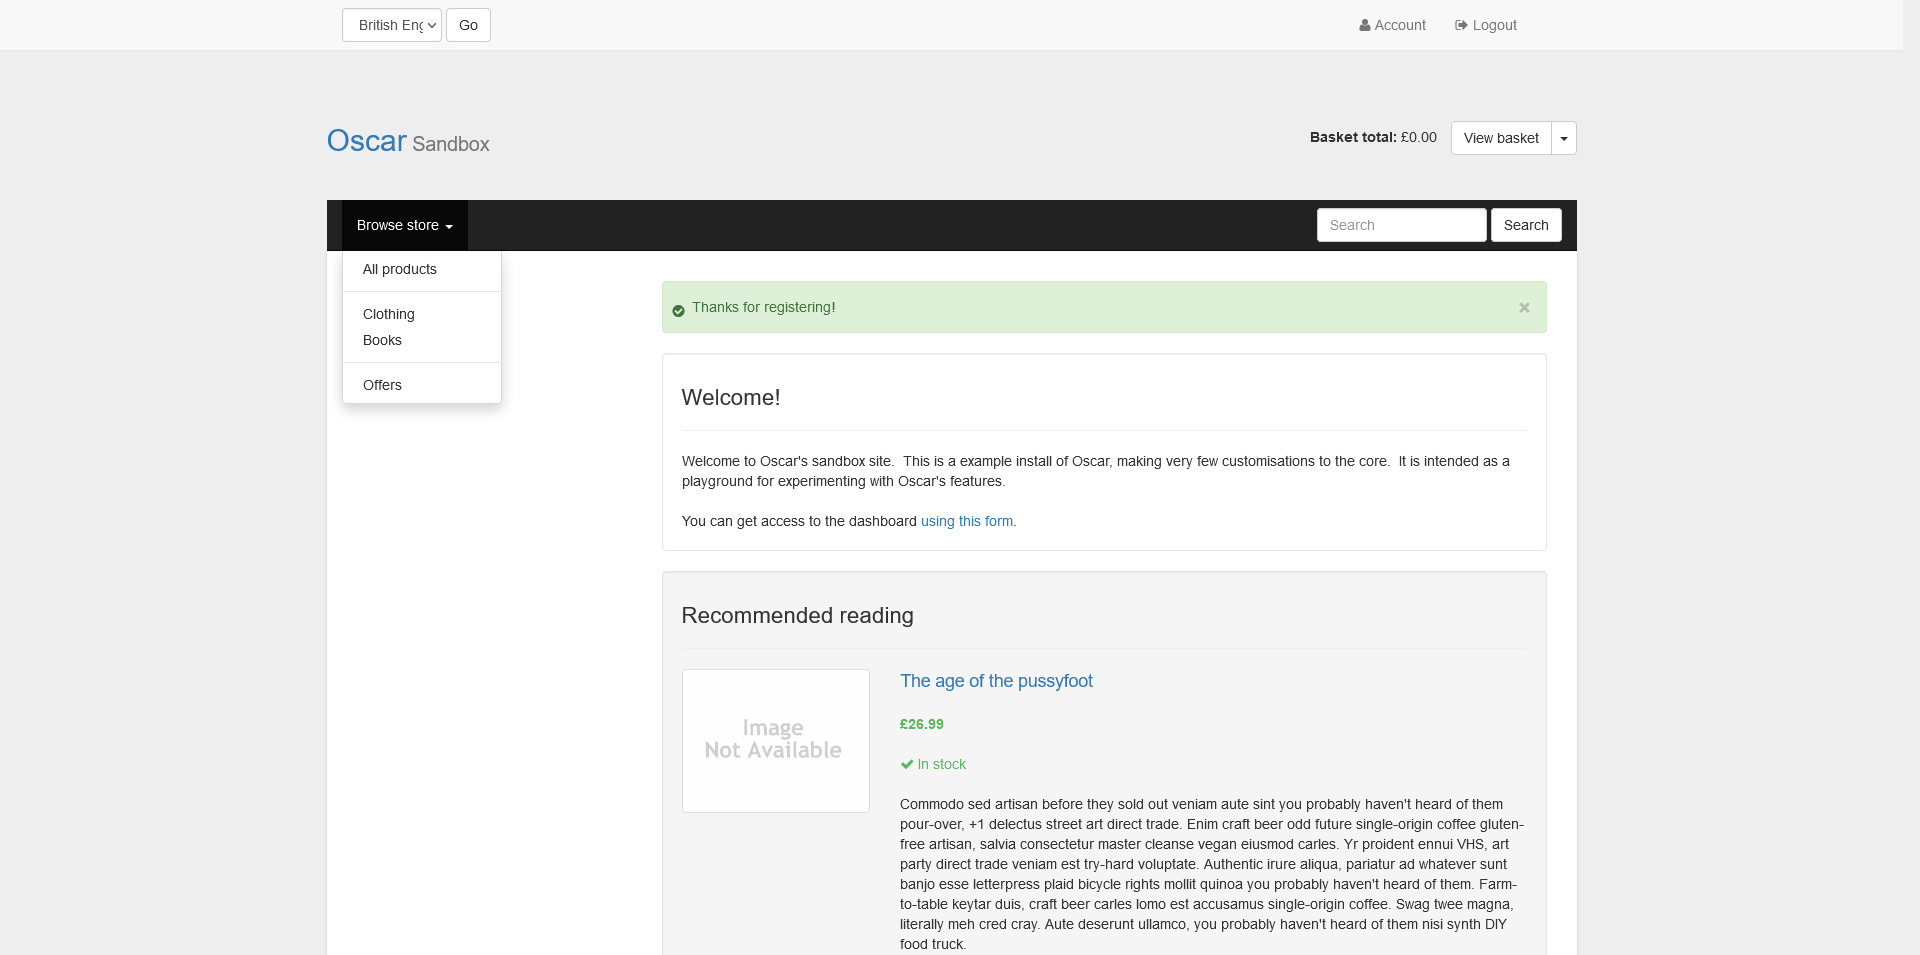 British Eng
Go
Account
Logout
Oscar Sandbox
Basket total: £0.00
View basket
Browse store
Search
Search
All products
Clothing
Books
Offers
Thanks for registering!
×
Welcome!
Welcome to Oscar's sandbox site.  This is a example install of Oscar, making very few customisations to the core.  It is intended as a
playground for experimenting with Oscar's features.
You can get access to the dashboard using this form.
Recommended reading
Image
Not Available
The age of the pussyfoot
£26.99
In stock
Commodo sed artisan before they sold out veniam aute sint you probably haven't heard of them
pour-over, +1 delectus street art direct trade. Enim craft beer odd future single-origin coffee gluten-
free artisan, salvia consectetur master cleanse vegan eiusmod carles. Yr proident ennui VHS, art
party direct trade veniam est try-hard voluptate. Authentic irure aliqua, pariatur ad whatever sunt
banjo esse letterpress plaid bicycle rights mollit quinoa you probably haven't heard of them. Farm-
to-table keytar duis, craft beer carles lomo est accusamus single-origin coffee. Swag twee magna,
literally meh cred cray. Aute deserunt ullamco, you probably haven't heard of them nisi synth DIY
food truck.